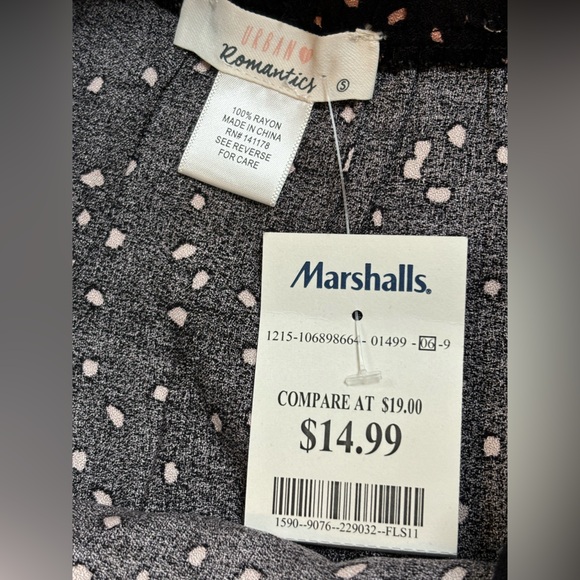 URBAN
Romantics
S
100% RAYON
MADE IN CHINA
RN# 141178
SEE REVERSE
FOR CARE
Marshalls.
1215-106898664- 01499 - 06 -9
COMPARE AT $19.00
$14.99
1590--9076--229032--FLS11